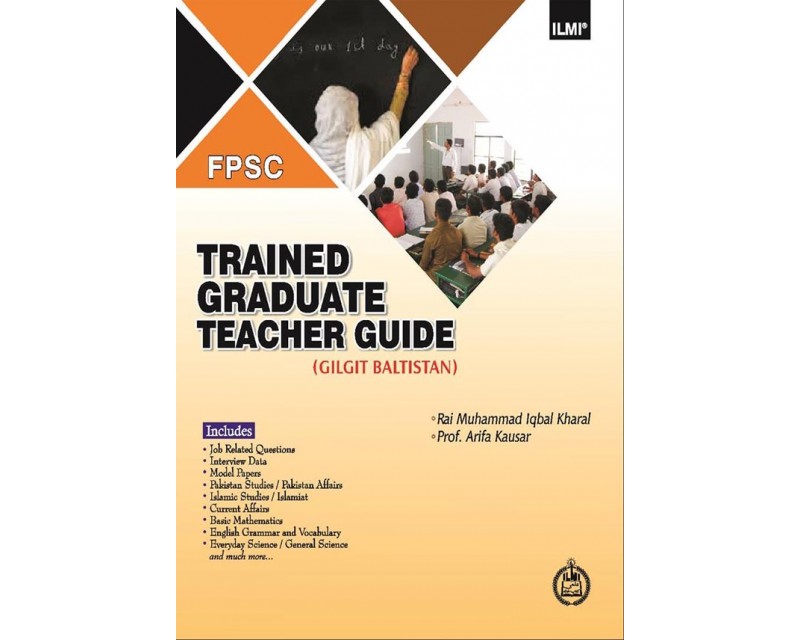 ILMI®
is our 1st day
FPSC
TRAINED
GRADUATE
TEACHER GUIDE
(GILGIT BALTISTAN)
◦Rai Muhammad Iqbal Kharal
◦Prof. Arifa Kausar
Includes
• Job Related Questions
• Interview Data
• Model Papers
• Pakistan Studies / Pakistan Affairs
• Islamic Studies / Islamiat
• Current Affairs
• Basic Mathematics
• English Grammar and Vocabulary
• Everyday Science / General Science
and much more...
ILMI